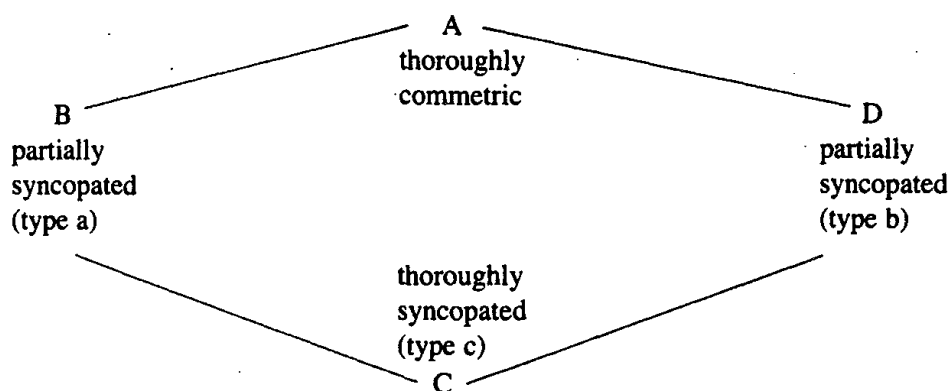 A
thoroughly
commetric
B
partially
syncopated
(type a)
D
partially
syncopated
(type b)
thoroughly
syncopated
(type c)
C